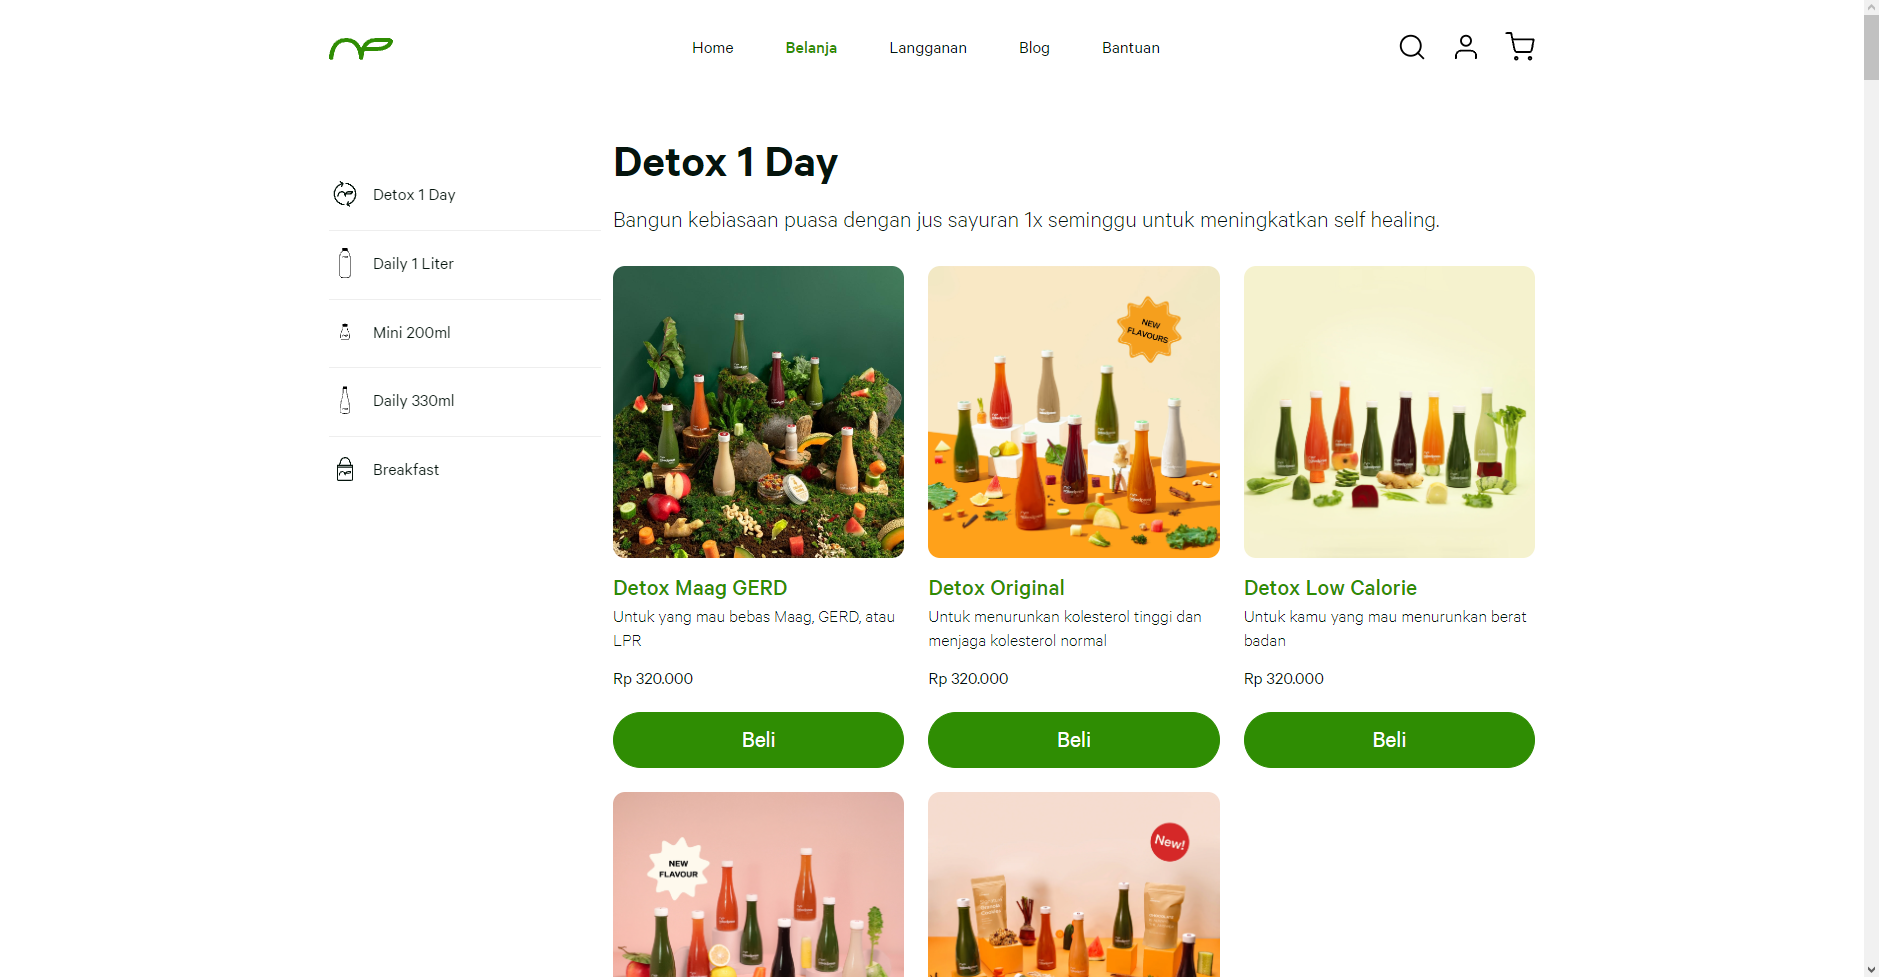 Home
Belanja
Langganan
Blog
Bantuan
Detox 1 Day
Daily 1 Liter
Mini 200ml
Daily 330ml
Breakfast
Detox 1 Day
Bangun kebiasaan puasa dengan jus sayuran 1x seminggu untuk meningkatkan self healing.
NEW
FLAVOURS
Detox Maag GERD
Untuk yang mau bebas Maag, GERD, atau
LPR
Rp 320.000
Beli
Detox Original
Untuk menurunkan kolesterol tinggi dan
menjaga kolesterol normal
Rp 320.000
Beli
Detox Low Calorie
Untuk kamu yang mau menurunkan berat
badan
Rp 320.000
Beli
NEW
FLAVOUR
New!